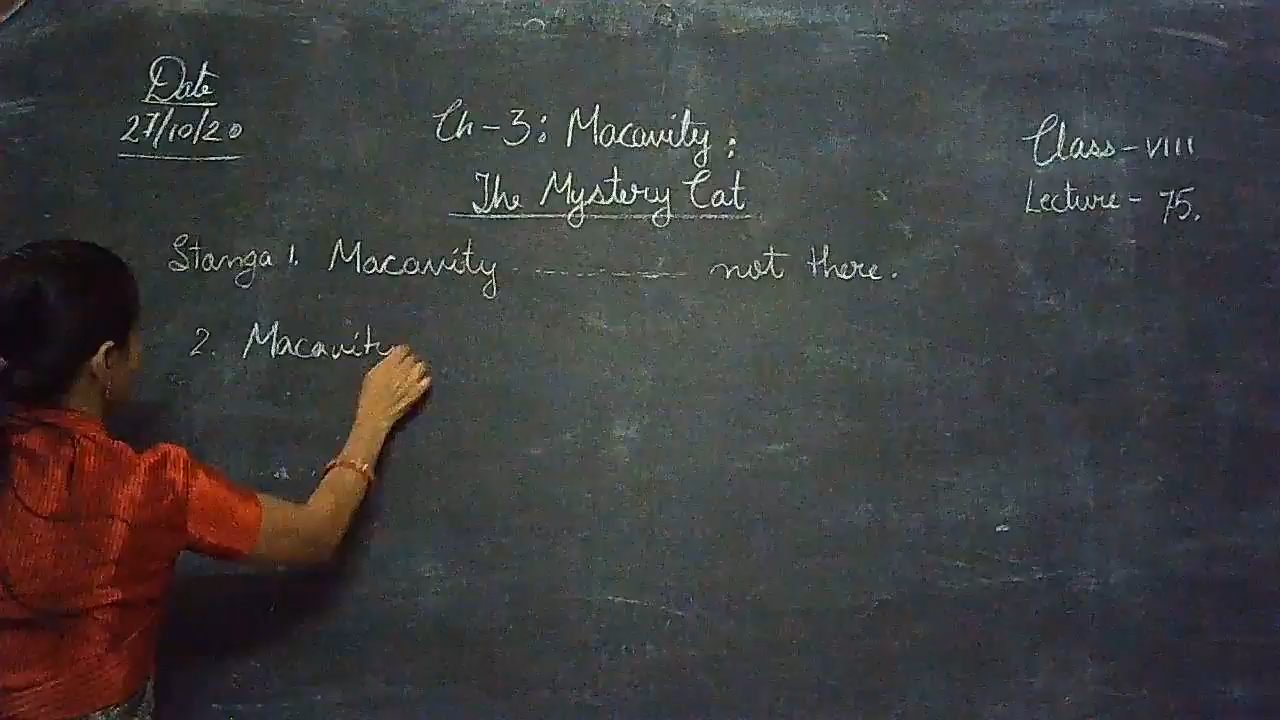 Date
27/10/20
Ch-3: Macavity:
The Mystery Cat
Class-VIII
Lecture - 75.
Stanza 1. Macavity ---------- not there.
2. Macavity